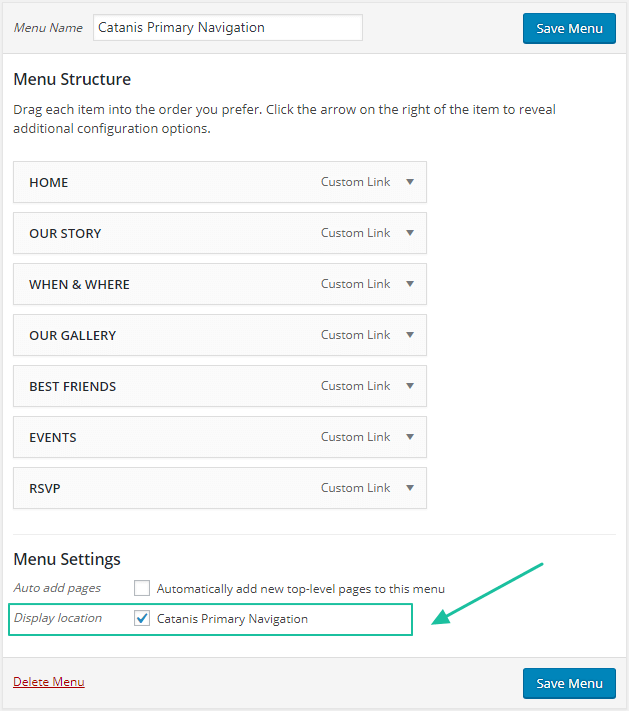 Menu Name Catanis Primary Navigation Save Menu
Menu Structure
Drag each item into the order you prefer. Click the arrow on the right of the item to reveal
additional configuration options.
HOME Custom Link
OUR STORY Custom Link
WHEN & WHERE Custom Link
OUR GALLERY Custom Link
BEST FRIENDS Custom Link
EVENTS Custom Link
RSVP Custom Link
Menu Settings
Auto add pages Automatically add new top-level pages to this menu
Display location Catanis Primary Navigation
Delete Menu Save Menu